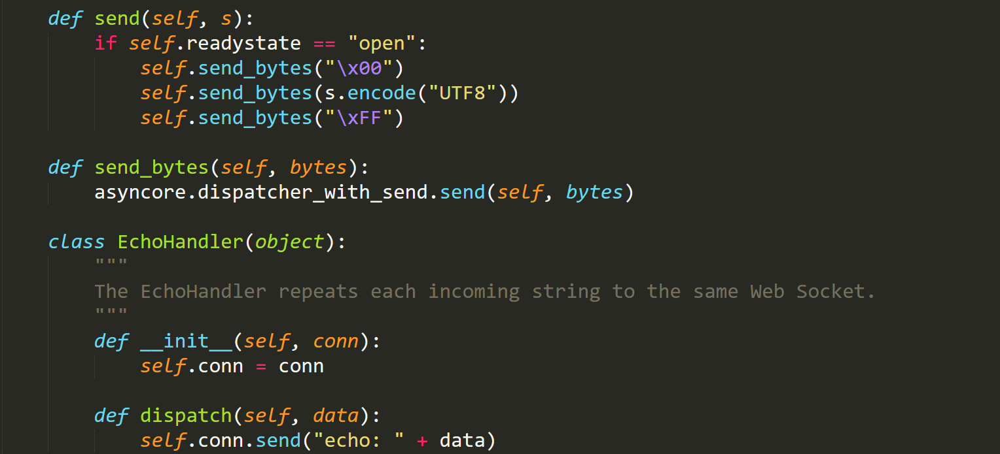 def send(self, s):
    if self.readystate == "open":
        self.send_bytes("\x00")
        self.send_bytes(s.encode("UTF8"))
        self.send_bytes("\xFF")

def send_bytes(self, bytes):
    asyncore.dispatcher_with_send.send(self, bytes)

class EchoHandler(object):
    """
    The EchoHandler repeats each incoming string to the same Web Socket.
    """
    def __init__(self, conn):
        self.conn = conn

    def dispatch(self, data):
        self.conn.send("echo: " + data)